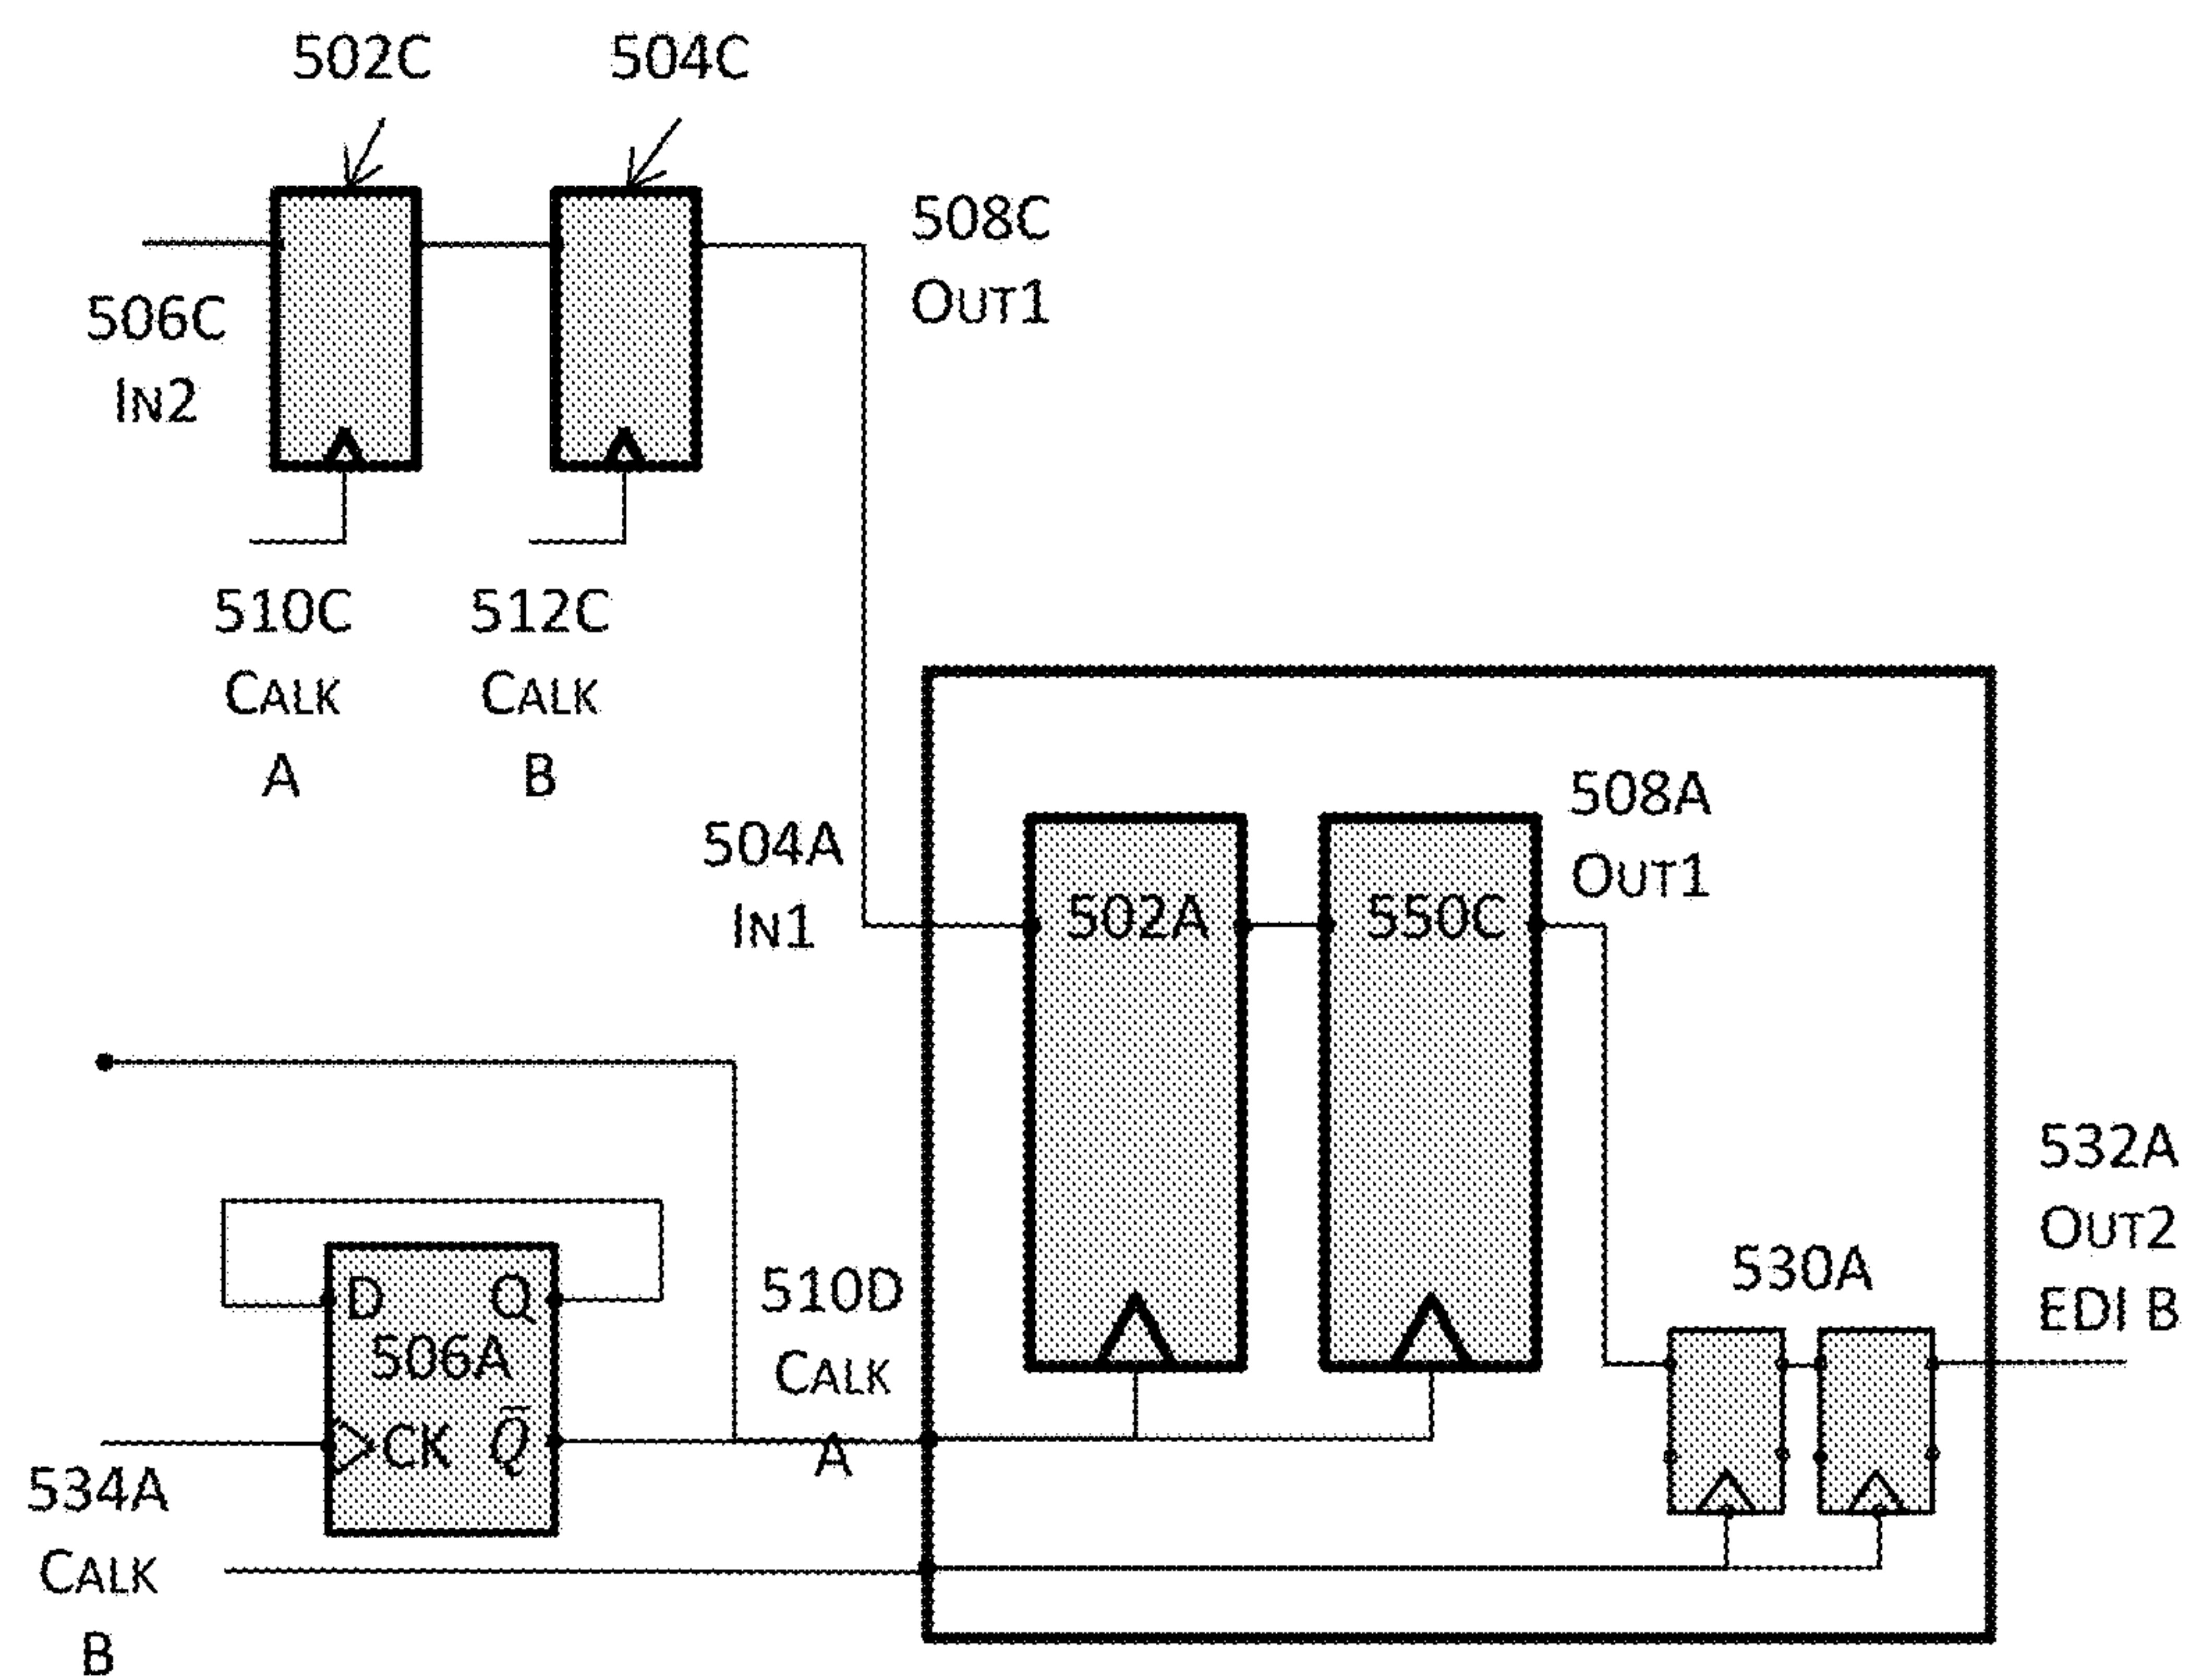 502C
504C
506C
IN2
508C
OUT1
510C
CALK
A
512C
CALK
B
504A
IN1
502A
550C
508A
OUT1
510D
CALK
A
D
Q
506A
CK
Q̅
534A
CALK
B
530A
532A
OUT2
EDI B